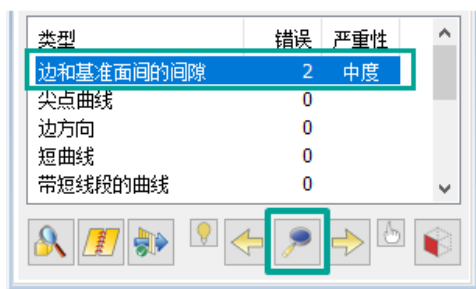 类型 错误 严重性
边和基准面间的间隙 2 中度
尖点曲线 0
边方向 0
短曲线 0
带短线段的曲线 0